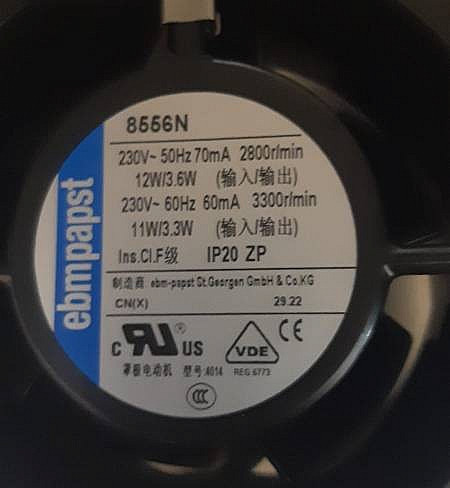 ebmpapst
8556N
230V~ 50Hz 70mA 2800r/min
12W/3.6W (输入/输出)
230V~ 60Hz 60mA 3300r/min
11W/3.3W (输入/输出)
Ins.Cl.F级 IP20 ZP
制造商 ebm-papst St.Georgen GmbH & Co.KG
CN(X) 29.22
c RU ® US VDE CE
罩极电动机 型号:4014 REG 6773
CCC